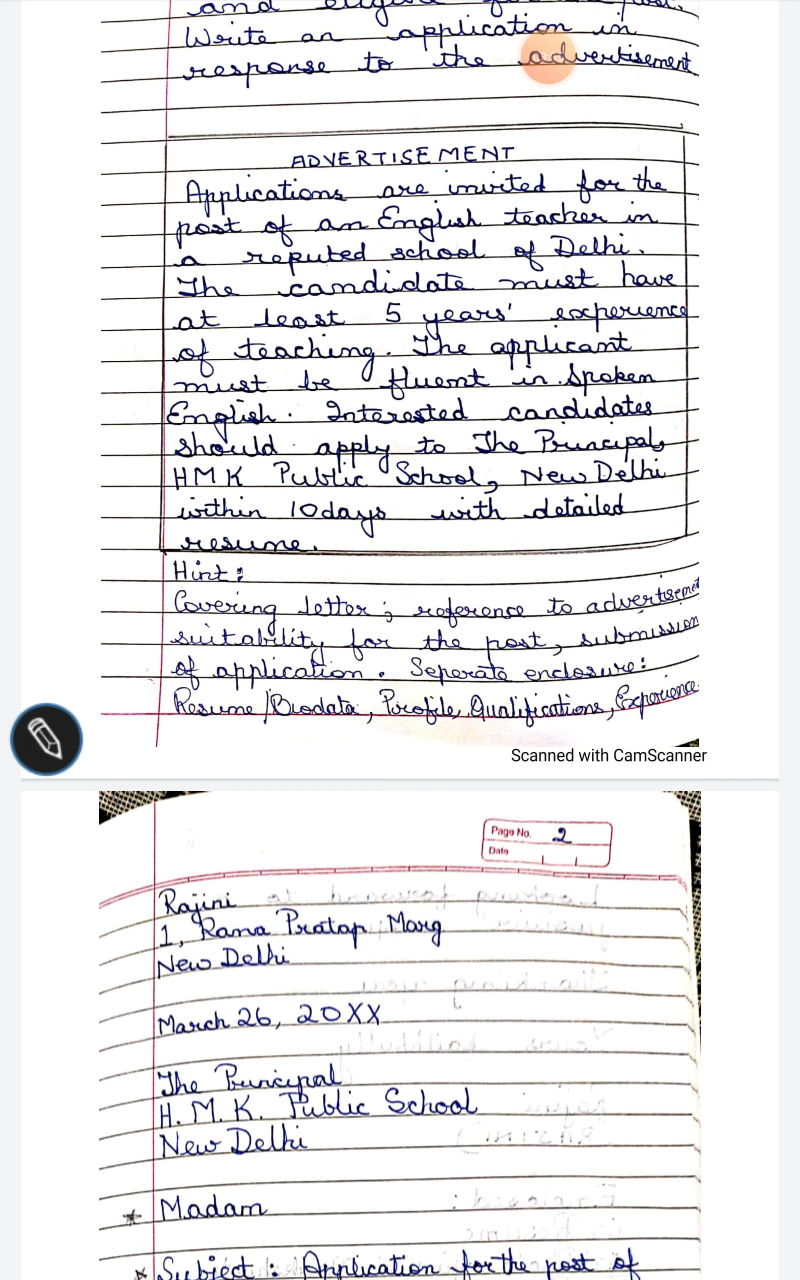 and
Write an application in
response to the advertisement
ADVERTISEMENT
Applications are invited for the
post of an English teacher in
a reputed school of Delhi.
The candidate must have
at least 5 years' experience
of teaching. The applicant
must be fluent in Spoken
English. Interested candidates
should apply to The Principal,
HMK Public School, New Delhi
within 10days with detailed
resume.
Hint:
Covering letter; reference to advertisement
suitability for the post, submission
of application. Seperate enclosure:
Resume/Biodata, Profile, Qualifications, Experience
Scanned with CamScanner
Page No. 2
Date
Rajini
1, Rana Pratap Marg
New Delhi
March 26, 20XX
The Principal
H. M. K. Public School
New Delhi
* Madam
* Subject: Application for the post of